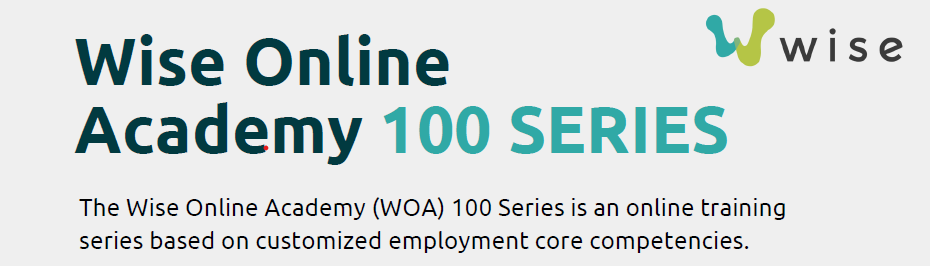 wise
Wise Online
Academy 100 SERIES
The Wise Online Academy (WOA) 100 Series is an online training
series based on customized employment core competencies.